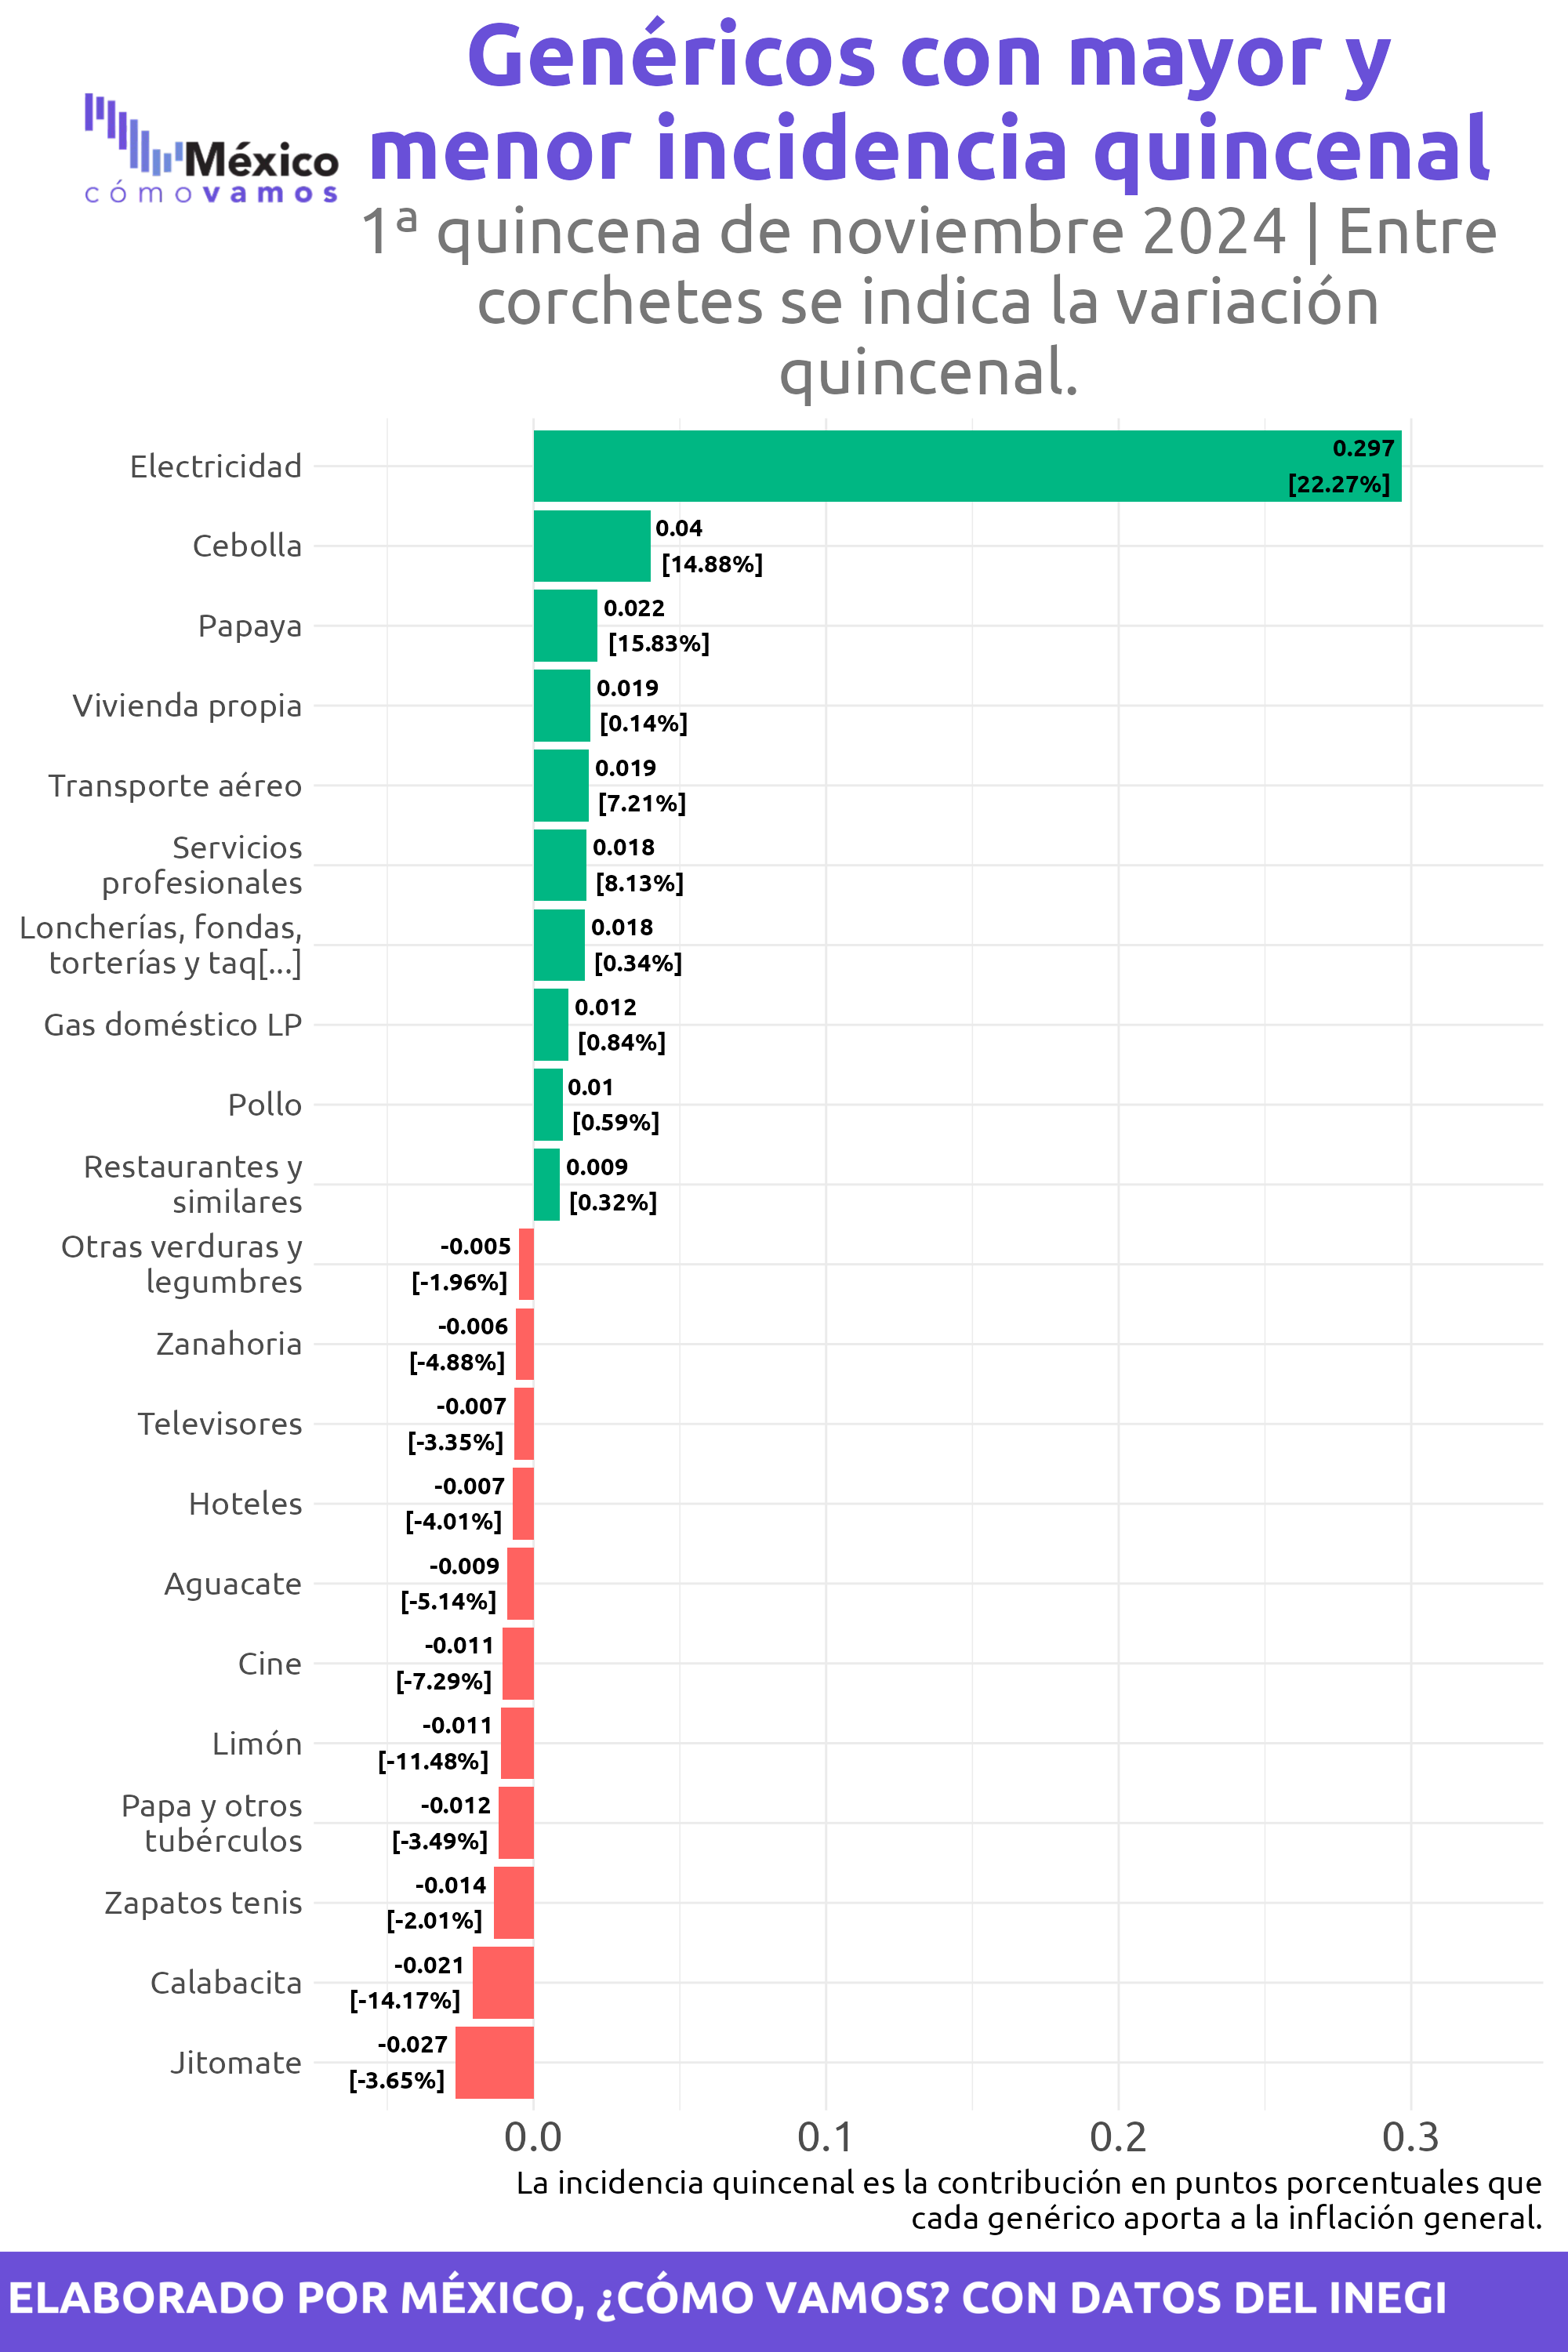 Genéricos con mayor y
menor incidencia quincenal
México
cómovamos
1ª quincena de noviembre 2024 | Entre
corchetes se indica la variación
quincenal.
Electricidad
0.297
[22.27%]
Cebolla
0.04
[14.88%]
Papaya
0.022
[15.83%]
Vivienda propia
0.019
[0.14%]
Transporte aéreo
0.019
[7.21%]
Servicios
profesionales
0.018
[8.13%]
Loncherías, fondas,
torterías y taq[...]
0.018
[0.34%]
Gas doméstico LP
0.012
[0.84%]
Pollo
0.01
[0.59%]
Restaurantes y
similares
0.009
[0.32%]
Otras verduras y
legumbres
-0.005
[-1.96%]
Zanahoria
-0.006
[-4.88%]
Televisores
-0.007
[-3.35%]
Hoteles
-0.007
[-4.01%]
Aguacate
-0.009
[-5.14%]
Cine
-0.011
[-7.29%]
Limón
-0.011
[-11.48%]
Papa y otros
tubérculos
-0.012
[-3.49%]
Zapatos tenis
-0.014
[-2.01%]
Calabacita
-0.021
[-14.17%]
Jitomate
-0.027
[-3.65%]
0.0 0.1 0.2 0.3
La incidencia quincenal es la contribución en puntos porcentuales que
cada genérico aporta a la inflación general.
ELABORADO POR MÉXICO, ¿CÓMO VAMOS? CON DATOS DEL INEGI